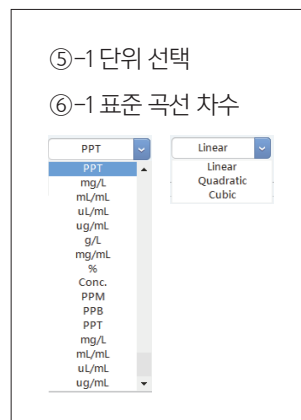 ⑤-1 단위 선택
⑥-1 표준 곡선 차수
PPT
PPT
mg/L
mL/mL
uL/mL
ug/mL
g/L
mg/mL
%
Conc.
PPM
PPB
PPT
mg/L
mL/mL
uL/mL
ug/mL
Linear
Linear
Quadratic
Cubic